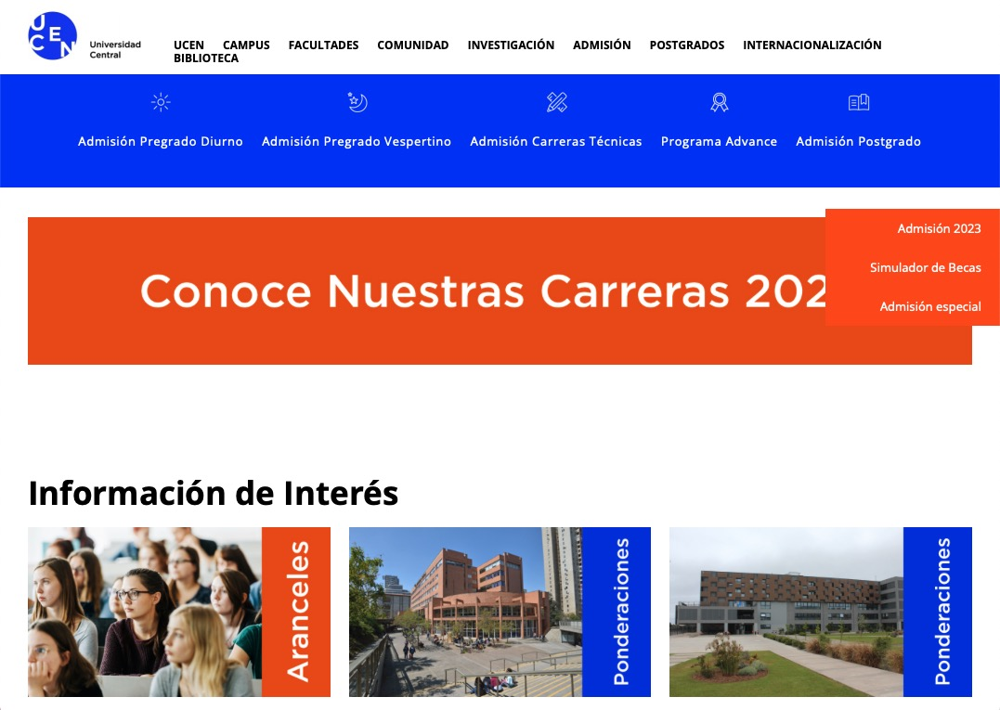 UCEN
Universidad
Central
UCEN CAMPUS FACULTADES COMUNIDAD INVESTIGACIÓN ADMISIÓN POSTGRADOS INTERNACIONALIZACIÓN
BIBLIOTECA
Admisión Pregrado Diurno Admisión Pregrado Vespertino Admisión Carreras Técnicas Programa Advance Admisión Postgrado
Conoce Nuestras Carreras 202
Admisión 2023
Simulador de Becas
Admisión especial
Información de Interés
Aranceles
Ponderaciones
Ponderaciones